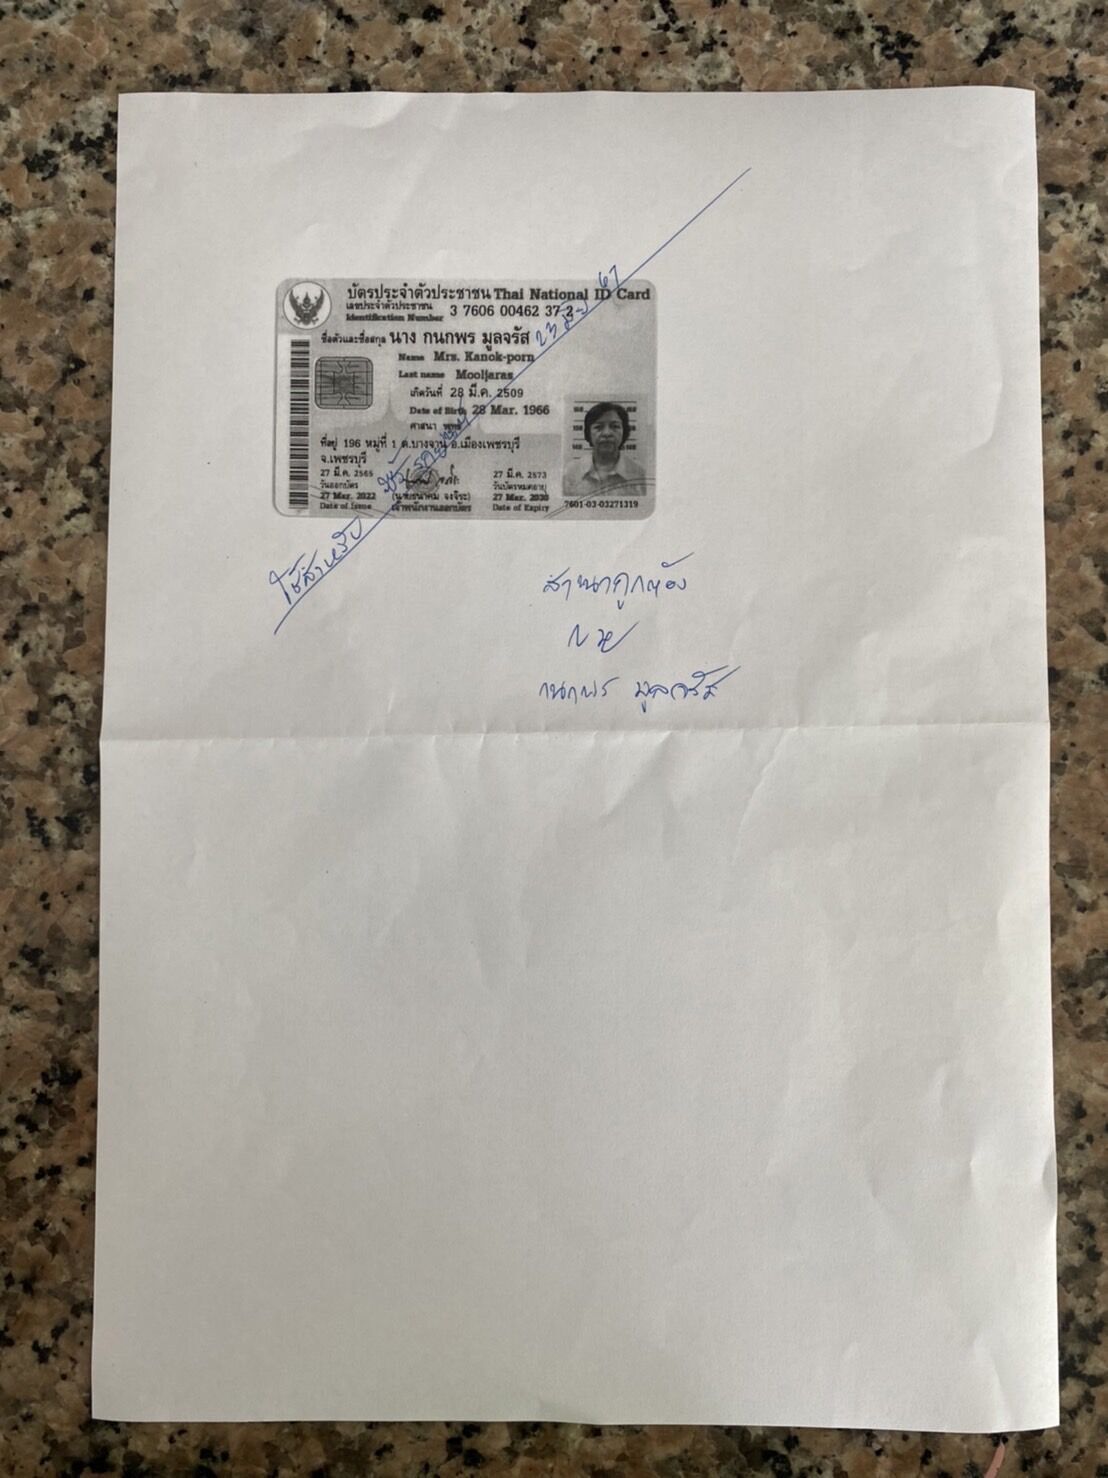 บัตรประจำตัวประชาชน Thai National ID Card
เลขประจำตัวประชาชน
Identification Number 3 7606 00462 37 2
ชื่อตัวและชื่อสกุล นาง กนกพร มูลจรัส
Name Mrs. Kanok-porn
Last name Mooljaras
เกิดวันที่ 28 มี.ค. 2509
Date of Birth 28 Mar. 1966
ศาสนา พุทธ
ที่อยู่ 196 หมู่ที่ 1 ต.บางจาน อ.เมืองเพชรบุรี
จ.เพชรบุรี
27 มี.ค. 2565
วันออกบัตร
27 Mar. 2022
Date of Issue
เจ้าพนักงานออกบัตร
27 มี.ค. 2573
วันบัตรหมดอายุ
27 Mar. 2030
Date of Expiry
7601-03-03271319
ใช้สำหรับ
สำเนาถูกต้อง
กนกพร มูลจรัส